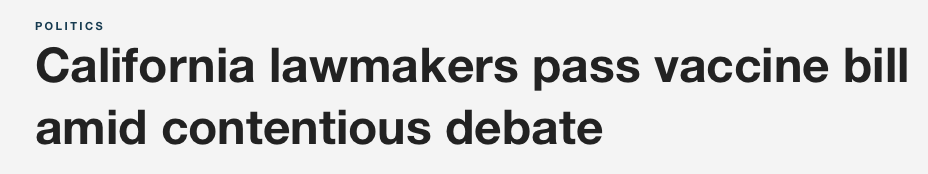 POLITICS
California lawmakers pass vaccine bill
amid contentious debate